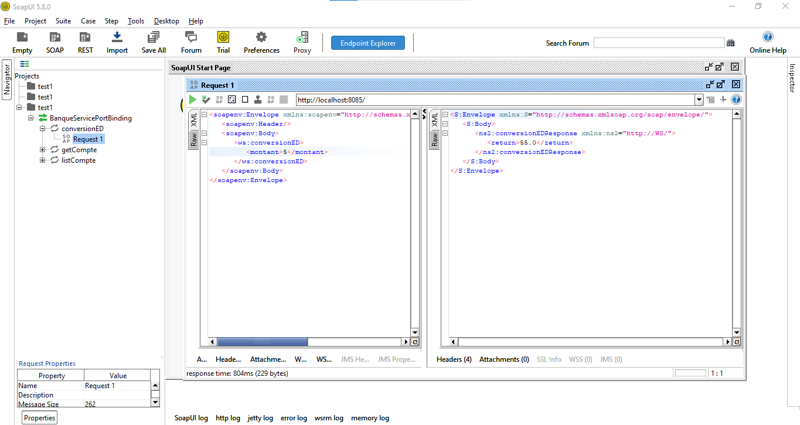 SoapUI 5.8.0
File Project Suite Case Step Tools Desktop Help
Empty SOAP REST Import Save All Forum Trial Preferences Proxy Endpoint Explorer Search Forum Online Help
Navigator
Projects
test1
test1
test1
BanqueServicePortBinding
conversionED
SO
AP
Request 1
getCompte
listCompte
Request Properties
Property Value
Name Request 1
Description
Message Size 262
Properties
SoapUI Start Page
SO
AP
Request 1
http://localhost:8085/
XML
Raw
<soapenv:Envelope xmlns:soapenv="http://schemas.x
<soapenv:Header/>
<soapenv:Body>
<ws:conversionED>
<montant>5</montant>
</ws:conversionED>
</soapenv:Body>
</soapenv:Envelope>
A... Heade... Attachme... W... WS... JMS He... JMS Prope...
XML
Raw
<S:Envelope xmlns:S="http://schemas.xmlsoap.org/soap/envelope/">
<S:Body>
<ns2:conversionEDResponse xmlns:ns2="http://WS/">
<return>55.0</return>
</ns2:conversionEDResponse>
</S:Body>
</S:Envelope>
Headers (4) Attachments (0) SSL Info WSS (0) JMS (0)
response time: 804ms (229 bytes)
1 : 1
SoapUI log http log jetty log error log wsrm log memory log
Inspector